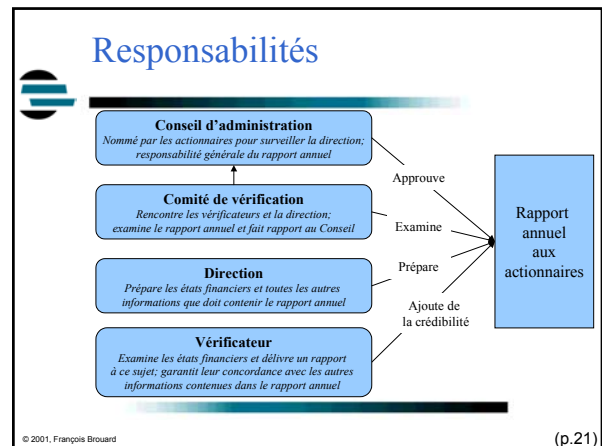 Responsabilités
Conseil d'administration
Nommé par les actionnaires pour surveiller la direction;
responsabilité générale du rapport annuel
Approuve
Comité de vérification
Rencontre les vérificateurs et la direction;
examine le rapport annuel et fait rapport au Conseil
Examine
Direction
Prépare les états financiers et toutes les autres
informations que doit contenir le rapport annuel
Prépare
Vérificateur
Examine les états financiers et délivre un rapport
à ce sujet; garantit leur concordance avec les autres
informations contenues dans le rapport annuel
Ajoute de
la crédibilité
Rapport
annuel
aux
actionnaires
© 2001, François Brouard
(p.21)